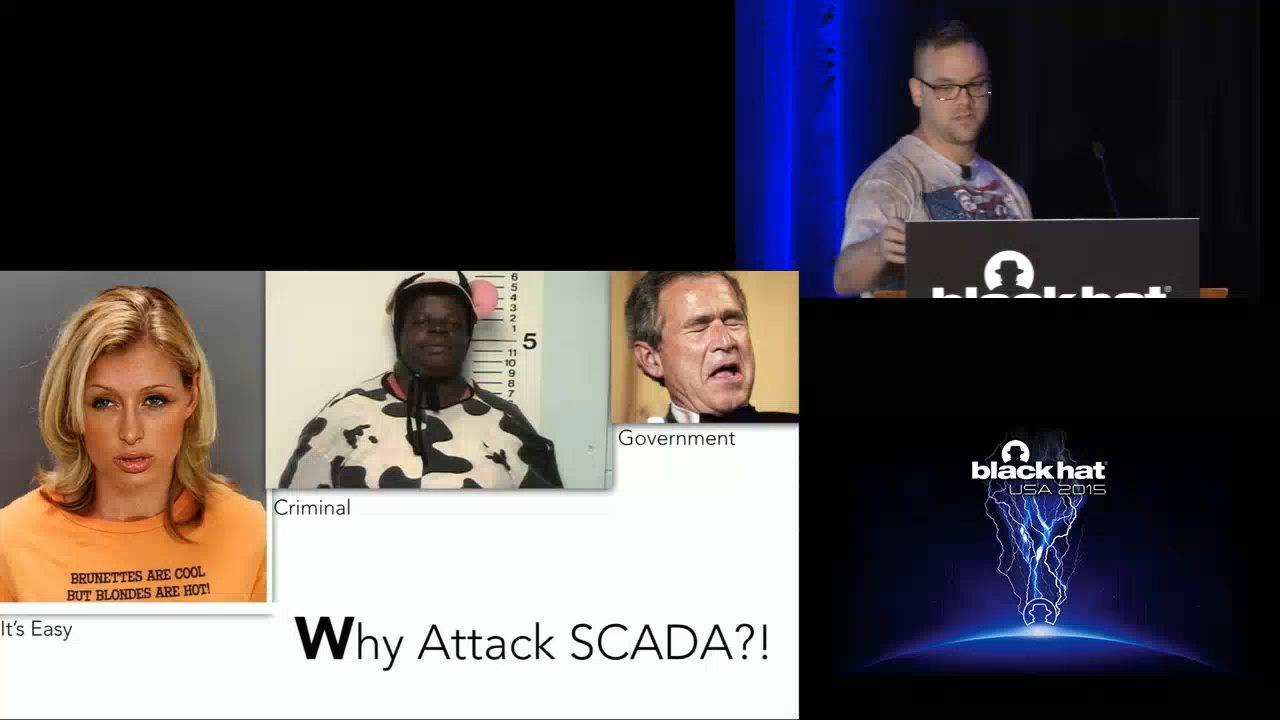 black hat®
6
5
4
3
2
1
5
11
10
9
8
7
Government
Criminal
BRUNETTES ARE COOL
BUT BLONDES ARE HOT!
It's Easy
Why Attack SCADA?!
black hat®
USA 2015